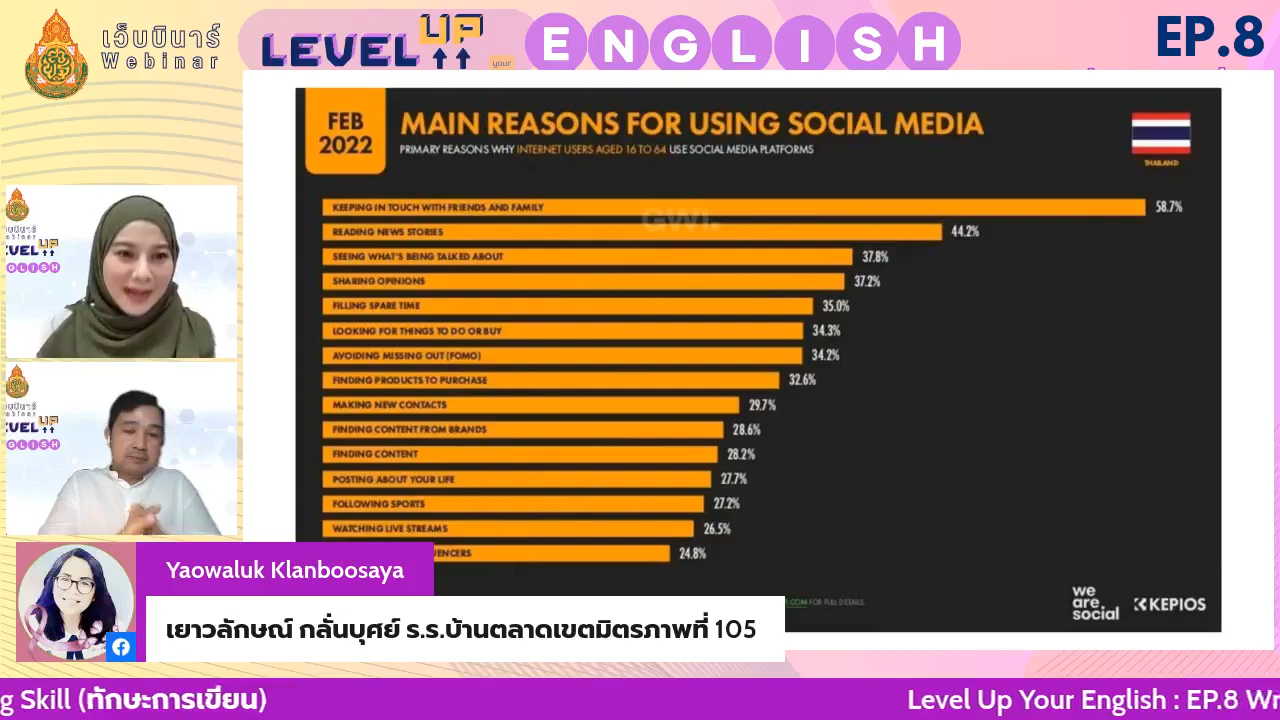 เว็บบินาร์
Webinar
LEVEL UP
your
ENGLISH
EP.8
FEB
2022
MAIN REASONS FOR USING SOCIAL MEDIA
PRIMARY REASONS WHY INTERNET USERS AGED 16 TO 64 USE SOCIAL MEDIA PLATFORMS
THAILAND
GWI.
KEEPING IN TOUCH WITH FRIENDS AND FAMILY 58.7%
READING NEWS STORIES 44.2%
SEEING WHAT'S BEING TALKED ABOUT 37.8%
SHARING OPINIONS 37.2%
FILLING SPARE TIME 35.0%
LOOKING FOR THINGS TO DO OR BUY 34.3%
AVOIDING MISSING OUT (FOMO) 34.2%
FINDING PRODUCTS TO PURCHASE 32.6%
MAKING NEW CONTACTS 29.7%
FINDING CONTENT FROM BRANDS 28.6%
FINDING CONTENT 28.2%
POSTING ABOUT YOUR LIFE 27.7%
FOLLOWING SPORTS 27.2%
WATCHING LIVE STREAMS 26.5%
ENCERS 24.8%
.COM FOR FULL DETAILS.
we
are
social
KEPIOS
Yaowaluk Klanboosaya
เยาวลักษณ์ กลั่นบุศย์ ร.ร.บ้านตลาดเขตมิตรภาพที่ 105
g Skill (ทักษะการเขียน)
Level Up Your English : EP.8 Wr